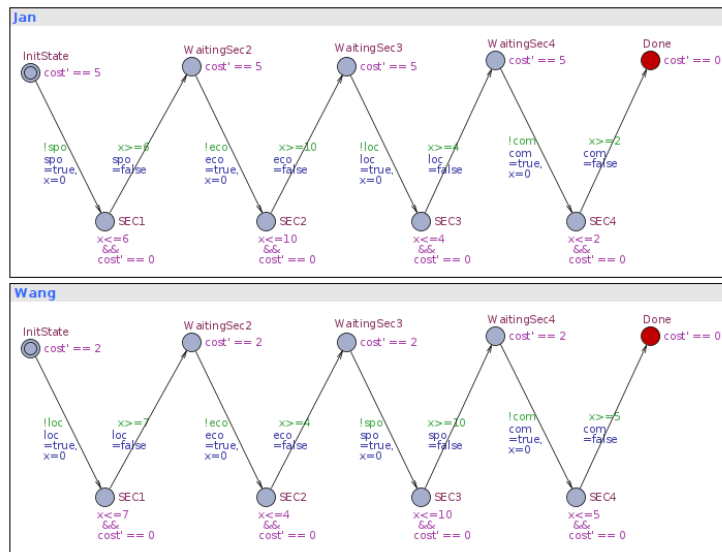 Jan
InitState
cost' == 5
WaitingSec2
cost' == 5
WaitingSec3
cost' == 5
WaitingSec4
cost' == 5
Done
cost' == 0
!spo
spo
=true,
x=0
x>=6
spo
=false
!eco
eco
=true,
x=0
x>=10
eco
=false
!loc
loc
=true,
x=0
x>=4
loc
=false
!com
com
=true,
x=0
x>=2
com
=false
SEC1
x<=6
&&
cost' == 0
SEC2
x<=10
&&
cost' == 0
SEC3
x<=4
&&
cost' == 0
SEC4
x<=2
&&
cost' == 0
Wang
InitState
cost' == 2
WaitingSec2
cost' == 2
WaitingSec3
cost' == 2
WaitingSec4
cost' == 2
Done
cost' == 0
!loc
loc
=true,
x=0
x>=7
loc
=false
!eco
eco
=true,
x=0
x>=4
eco
=false
!spo
spo
=true,
x=0
x>=10
spo
=false
!com
com
=true,
x=0
x>=5
com
=false
SEC1
x<=7
&&
cost' == 0
SEC2
x<=4
&&
cost' == 0
SEC3
x<=10
&&
cost' == 0
SEC4
x<=5
&&
cost' == 0